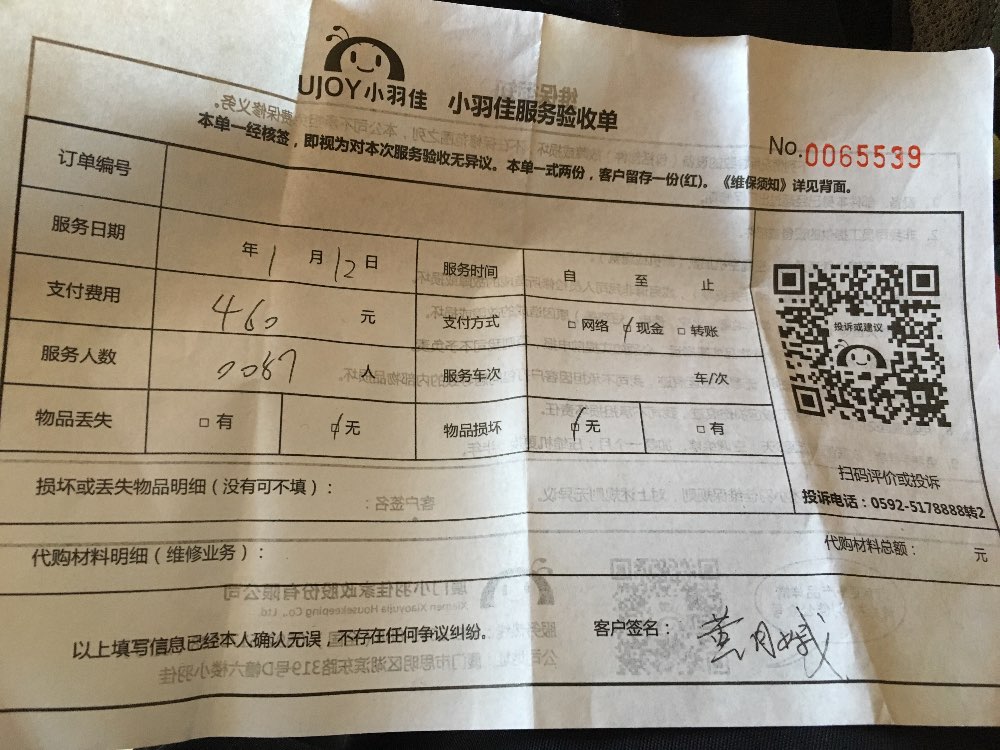 UJOY小羽佳 小羽佳服务验收单
No.0065539
本单一经核签，即视为对本次服务验收无异议。本单一式两份，客户留存一份(红)。《维保须知》详见背面。
订单编号
服务日期 年 1 月 12 日 服务时间 自 至 止
支付费用 460 元 支付方式 □ 网络 □ 现金 □ 转账
服务人数 0087 人 服务车次 车/次
物品丢失 □ 有 □ 无 物品损坏 □ 无 □ 有
投诉或建议
扫码评价或投诉
投诉电话：0592-5178888转2
损坏或丢失物品明细（没有可不填）：
代购材料明细（维修业务）： 代购材料总额： 元
以上填写信息已经本人确认无误，不存在任何争议纠纷。 客户签名：黄月娥